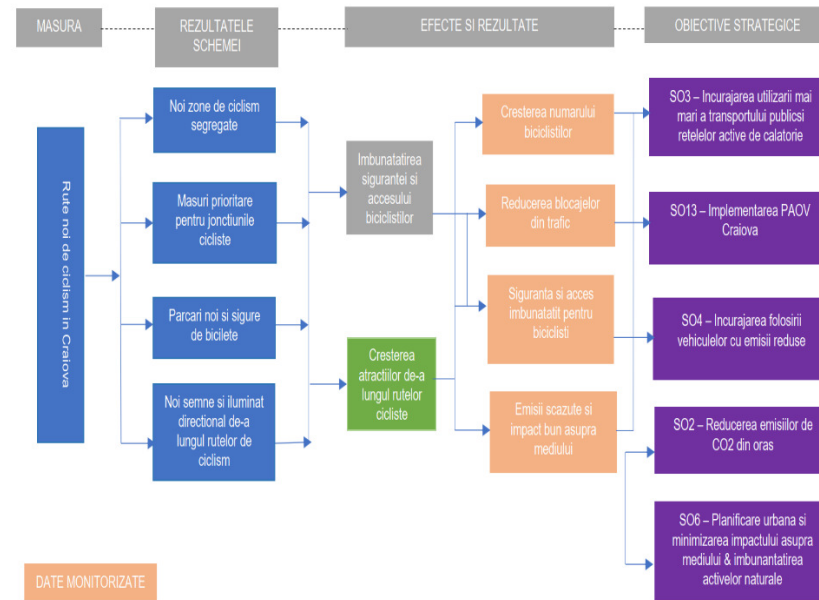 MASURA
REZULTATELE
SCHEMEI
EFECTE SI REZULTATE
OBIECTIVE STRATEGICE
Rute noi de ciclism in Craiova
Noi zone de ciclism
segregate
Masuri prioritare
pentru jonctiunile
cicliste
Parcari noi si sigure
de bicilete
Noi semne si iluminat
directional de-a
lungul rutelor de
ciclism
Imbunatatirea
sigurantei si
accesului
biciclistilor
Cresterea
atractiilor de-a
lungul rutelor
cicliste
Cresterea numarului
biciclistilor
Reducerea blocajelor
din trafic
Siguranta si acces
imbunatatit pentru
biciclisti
Emisii scazute si
impact bun asupra
mediului
SO3 – Incurajarea utilizarii mai
mari a transportului publicsi
retelelor active de calatorie
SO13 – Implementarea PAOV
Craiova
SO4 – Incurajarea folosirii
vehiculelor cu emisii reduse
SO2 – Reducerea emisiilor
de CO2 din oras
SO6 – Planificare urbana si
minimizarea impactului asupra
mediului & imbunantatirea
activelor naturale
DATE MONITORIZATE